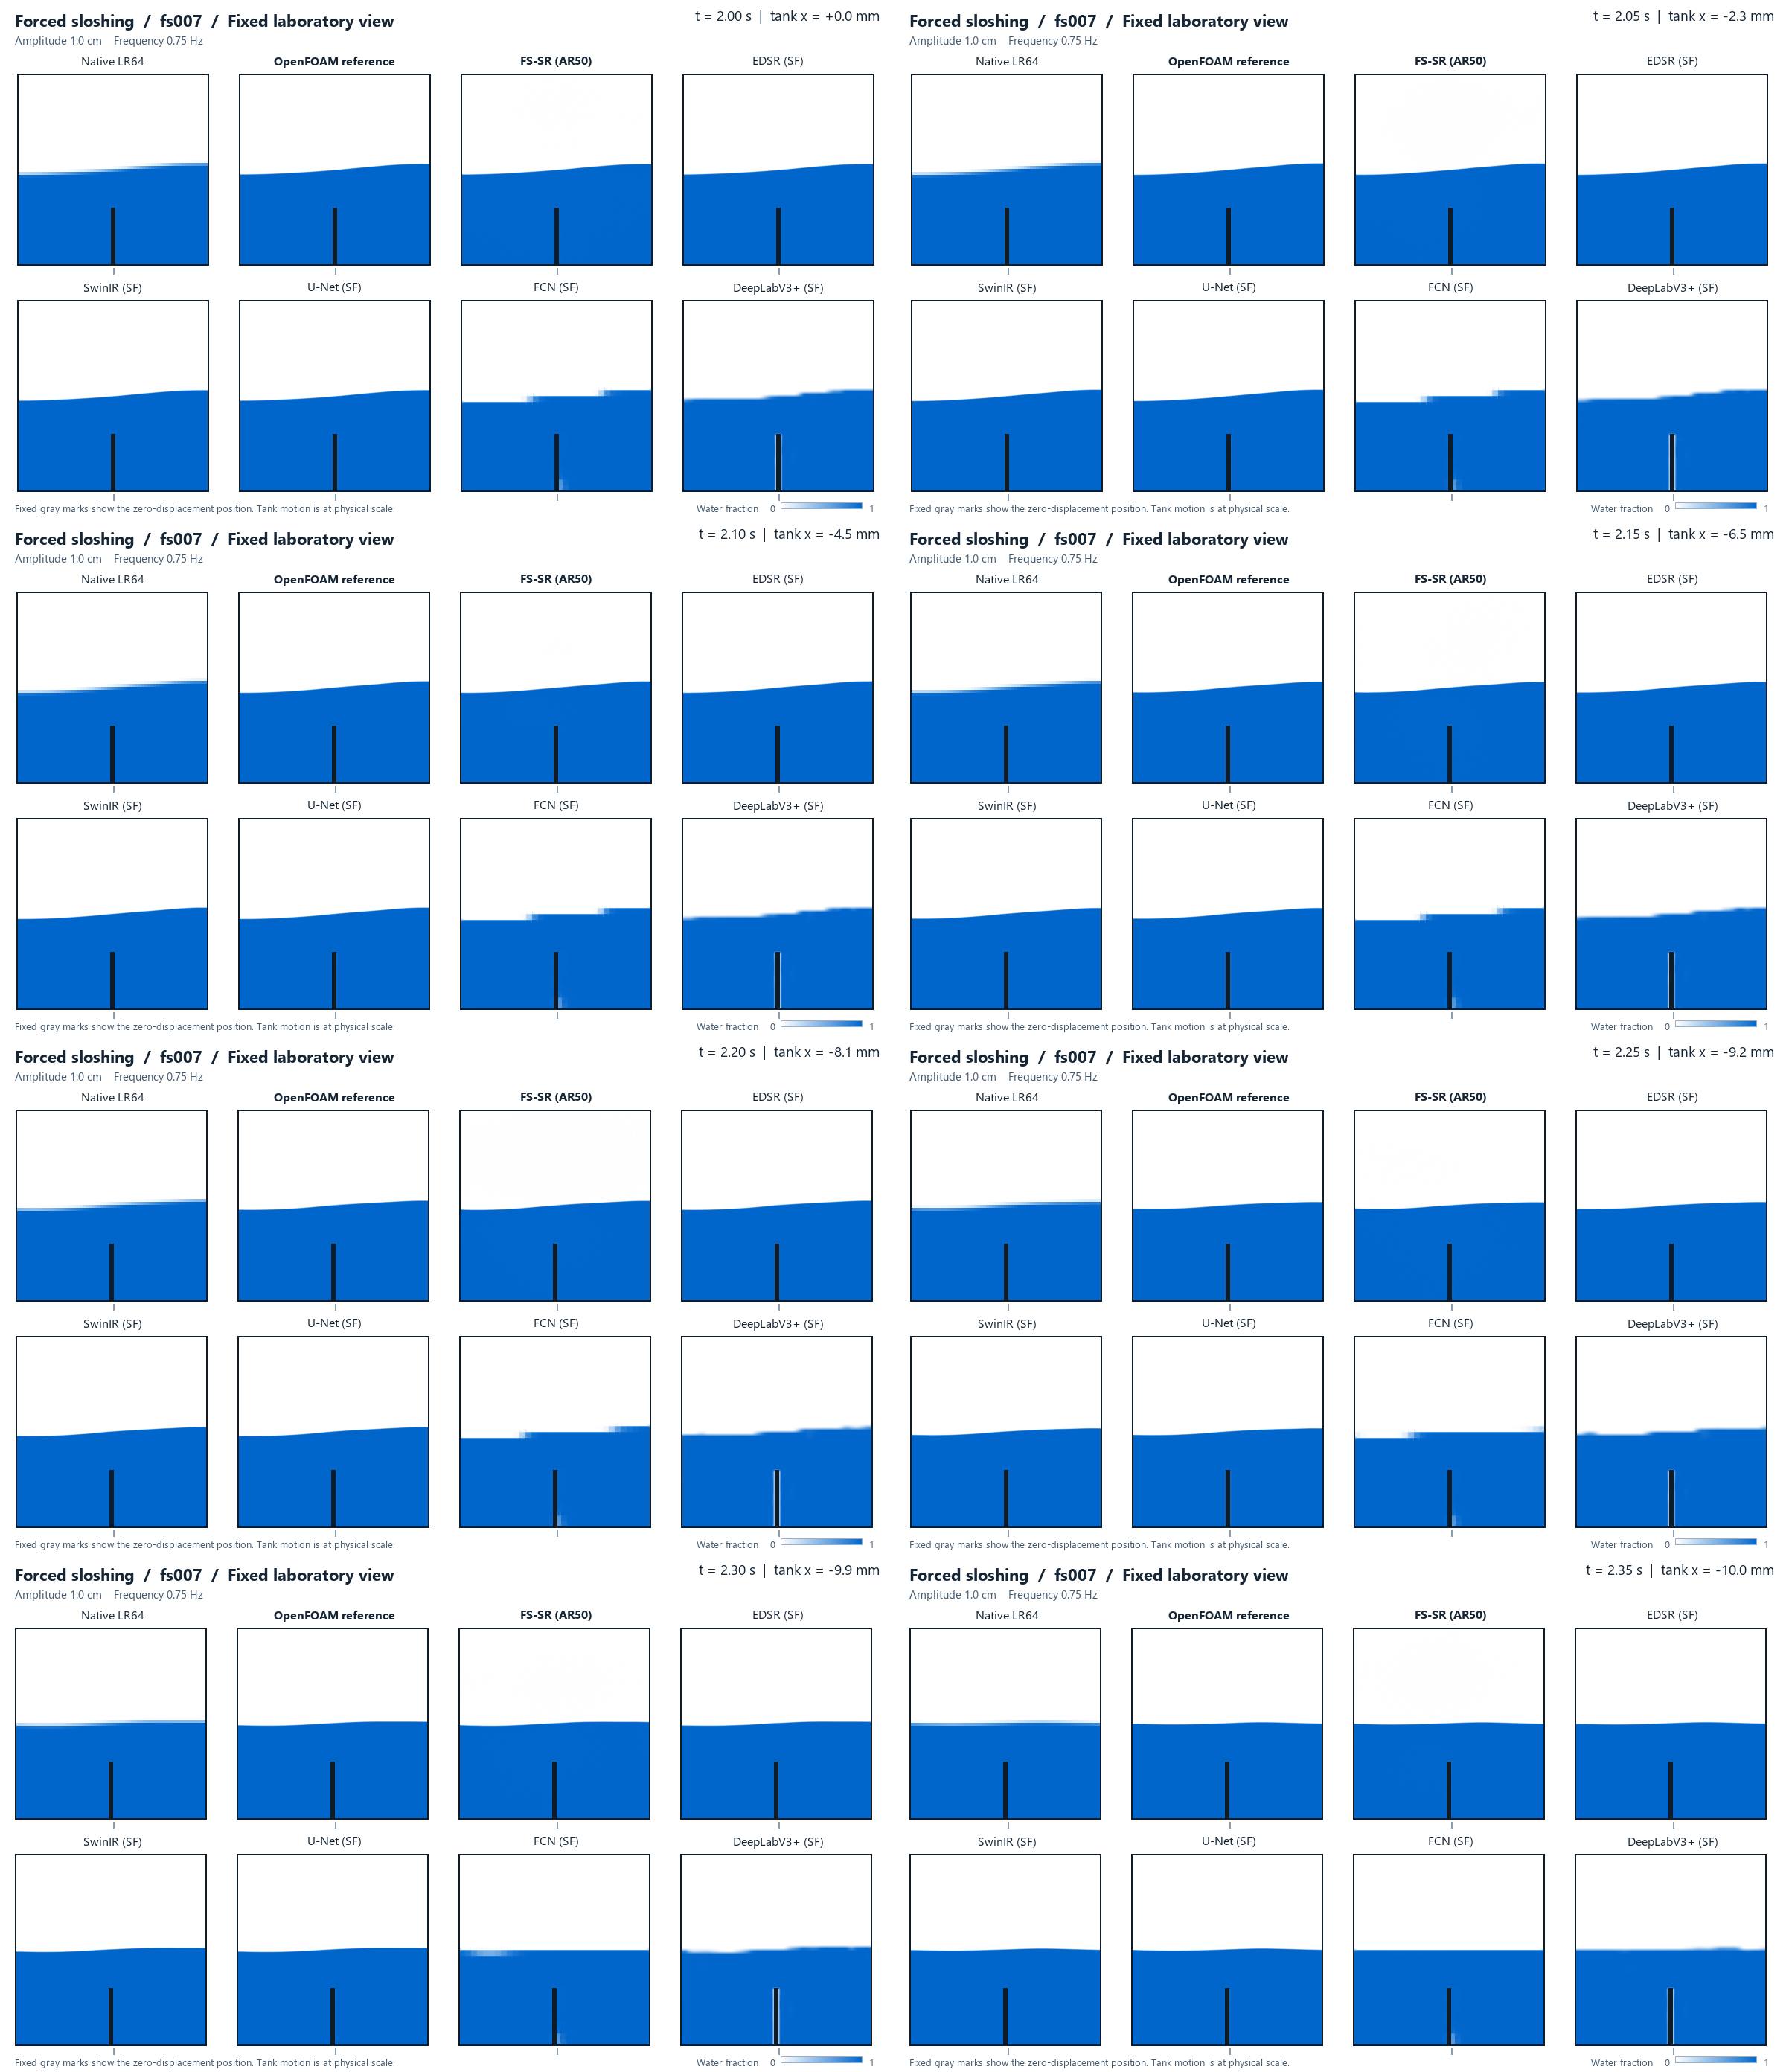 Forced sloshing / fs007 / Fixed laboratory view
t = 2.00 s | tank x = +0.0 mm
Amplitude 1.0 cm Frequency 0.75 Hz
Native LR64
OpenFOAM reference
FS-SR (AR50)
EDSR (SF)
SwinIR (SF)
U-Net (SF)
FCN (SF)
DeepLabV3+ (SF)
Fixed gray marks show the zero-displacement position. Tank motion is at physical scale.
Water fraction 0 1
Forced sloshing / fs007 / Fixed laboratory view
t = 2.05 s | tank x = -2.3 mm
Amplitude 1.0 cm Frequency 0.75 Hz
Native LR64
OpenFOAM reference
FS-SR (AR50)
EDSR (SF)
SwinIR (SF)
U-Net (SF)
FCN (SF)
DeepLabV3+ (SF)
Fixed gray marks show the zero-displacement position. Tank motion is at physical scale.
Water fraction 0 1
Forced sloshing / fs007 / Fixed laboratory view
t = 2.10 s | tank x = -4.5 mm
Amplitude 1.0 cm Frequency 0.75 Hz
Native LR64
OpenFOAM reference
FS-SR (AR50)
EDSR (SF)
SwinIR (SF)
U-Net (SF)
FCN (SF)
DeepLabV3+ (SF)
Fixed gray marks show the zero-displacement position. Tank motion is at physical scale.
Water fraction 0 1
Forced sloshing / fs007 / Fixed laboratory view
t = 2.15 s | tank x = -6.5 mm
Amplitude 1.0 cm Frequency 0.75 Hz
Native LR64
OpenFOAM reference
FS-SR (AR50)
EDSR (SF)
SwinIR (SF)
U-Net (SF)
FCN (SF)
DeepLabV3+ (SF)
Fixed gray marks show the zero-displacement position. Tank motion is at physical scale.
Water fraction 0 1
Forced sloshing / fs007 / Fixed laboratory view
t = 2.20 s | tank x = -8.1 mm
Amplitude 1.0 cm Frequency 0.75 Hz
Native LR64
OpenFOAM reference
FS-SR (AR50)
EDSR (SF)
SwinIR (SF)
U-Net (SF)
FCN (SF)
DeepLabV3+ (SF)
Fixed gray marks show the zero-displacement position. Tank motion is at physical scale.
Water fraction 0 1
Forced sloshing / fs007 / Fixed laboratory view
t = 2.25 s | tank x = -9.2 mm
Amplitude 1.0 cm Frequency 0.75 Hz
Native LR64
OpenFOAM reference
FS-SR (AR50)
EDSR (SF)
SwinIR (SF)
U-Net (SF)
FCN (SF)
DeepLabV3+ (SF)
Fixed gray marks show the zero-displacement position. Tank motion is at physical scale.
Water fraction 0 1
Forced sloshing / fs007 / Fixed laboratory view
t = 2.30 s | tank x = -9.9 mm
Amplitude 1.0 cm Frequency 0.75 Hz
Native LR64
OpenFOAM reference
FS-SR (AR50)
EDSR (SF)
SwinIR (SF)
U-Net (SF)
FCN (SF)
DeepLabV3+ (SF)
Fixed gray marks show the zero-displacement position. Tank motion is at physical scale.
Water fraction 0 1
Forced sloshing / fs007 / Fixed laboratory view
t = 2.35 s | tank x = -10.0 mm
Amplitude 1.0 cm Frequency 0.75 Hz
Native LR64
OpenFOAM reference
FS-SR (AR50)
EDSR (SF)
SwinIR (SF)
U-Net (SF)
FCN (SF)
DeepLabV3+ (SF)
Fixed gray marks show the zero-displacement position. Tank motion is at physical scale.
Water fraction 0 1